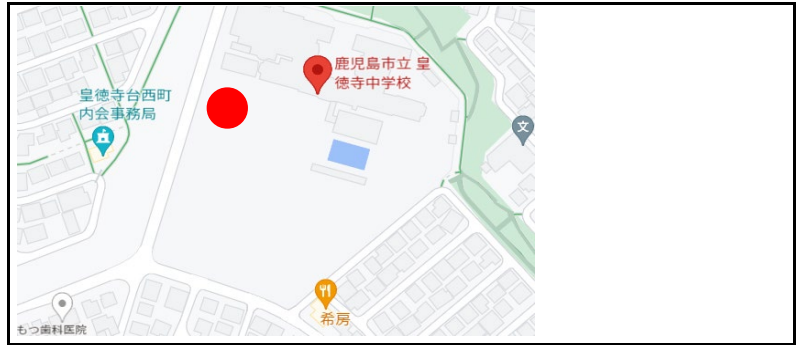 鹿児島市立 皇
徳寺中学校
皇徳寺台西町
内会事務局
文
希房
もつ歯科医院